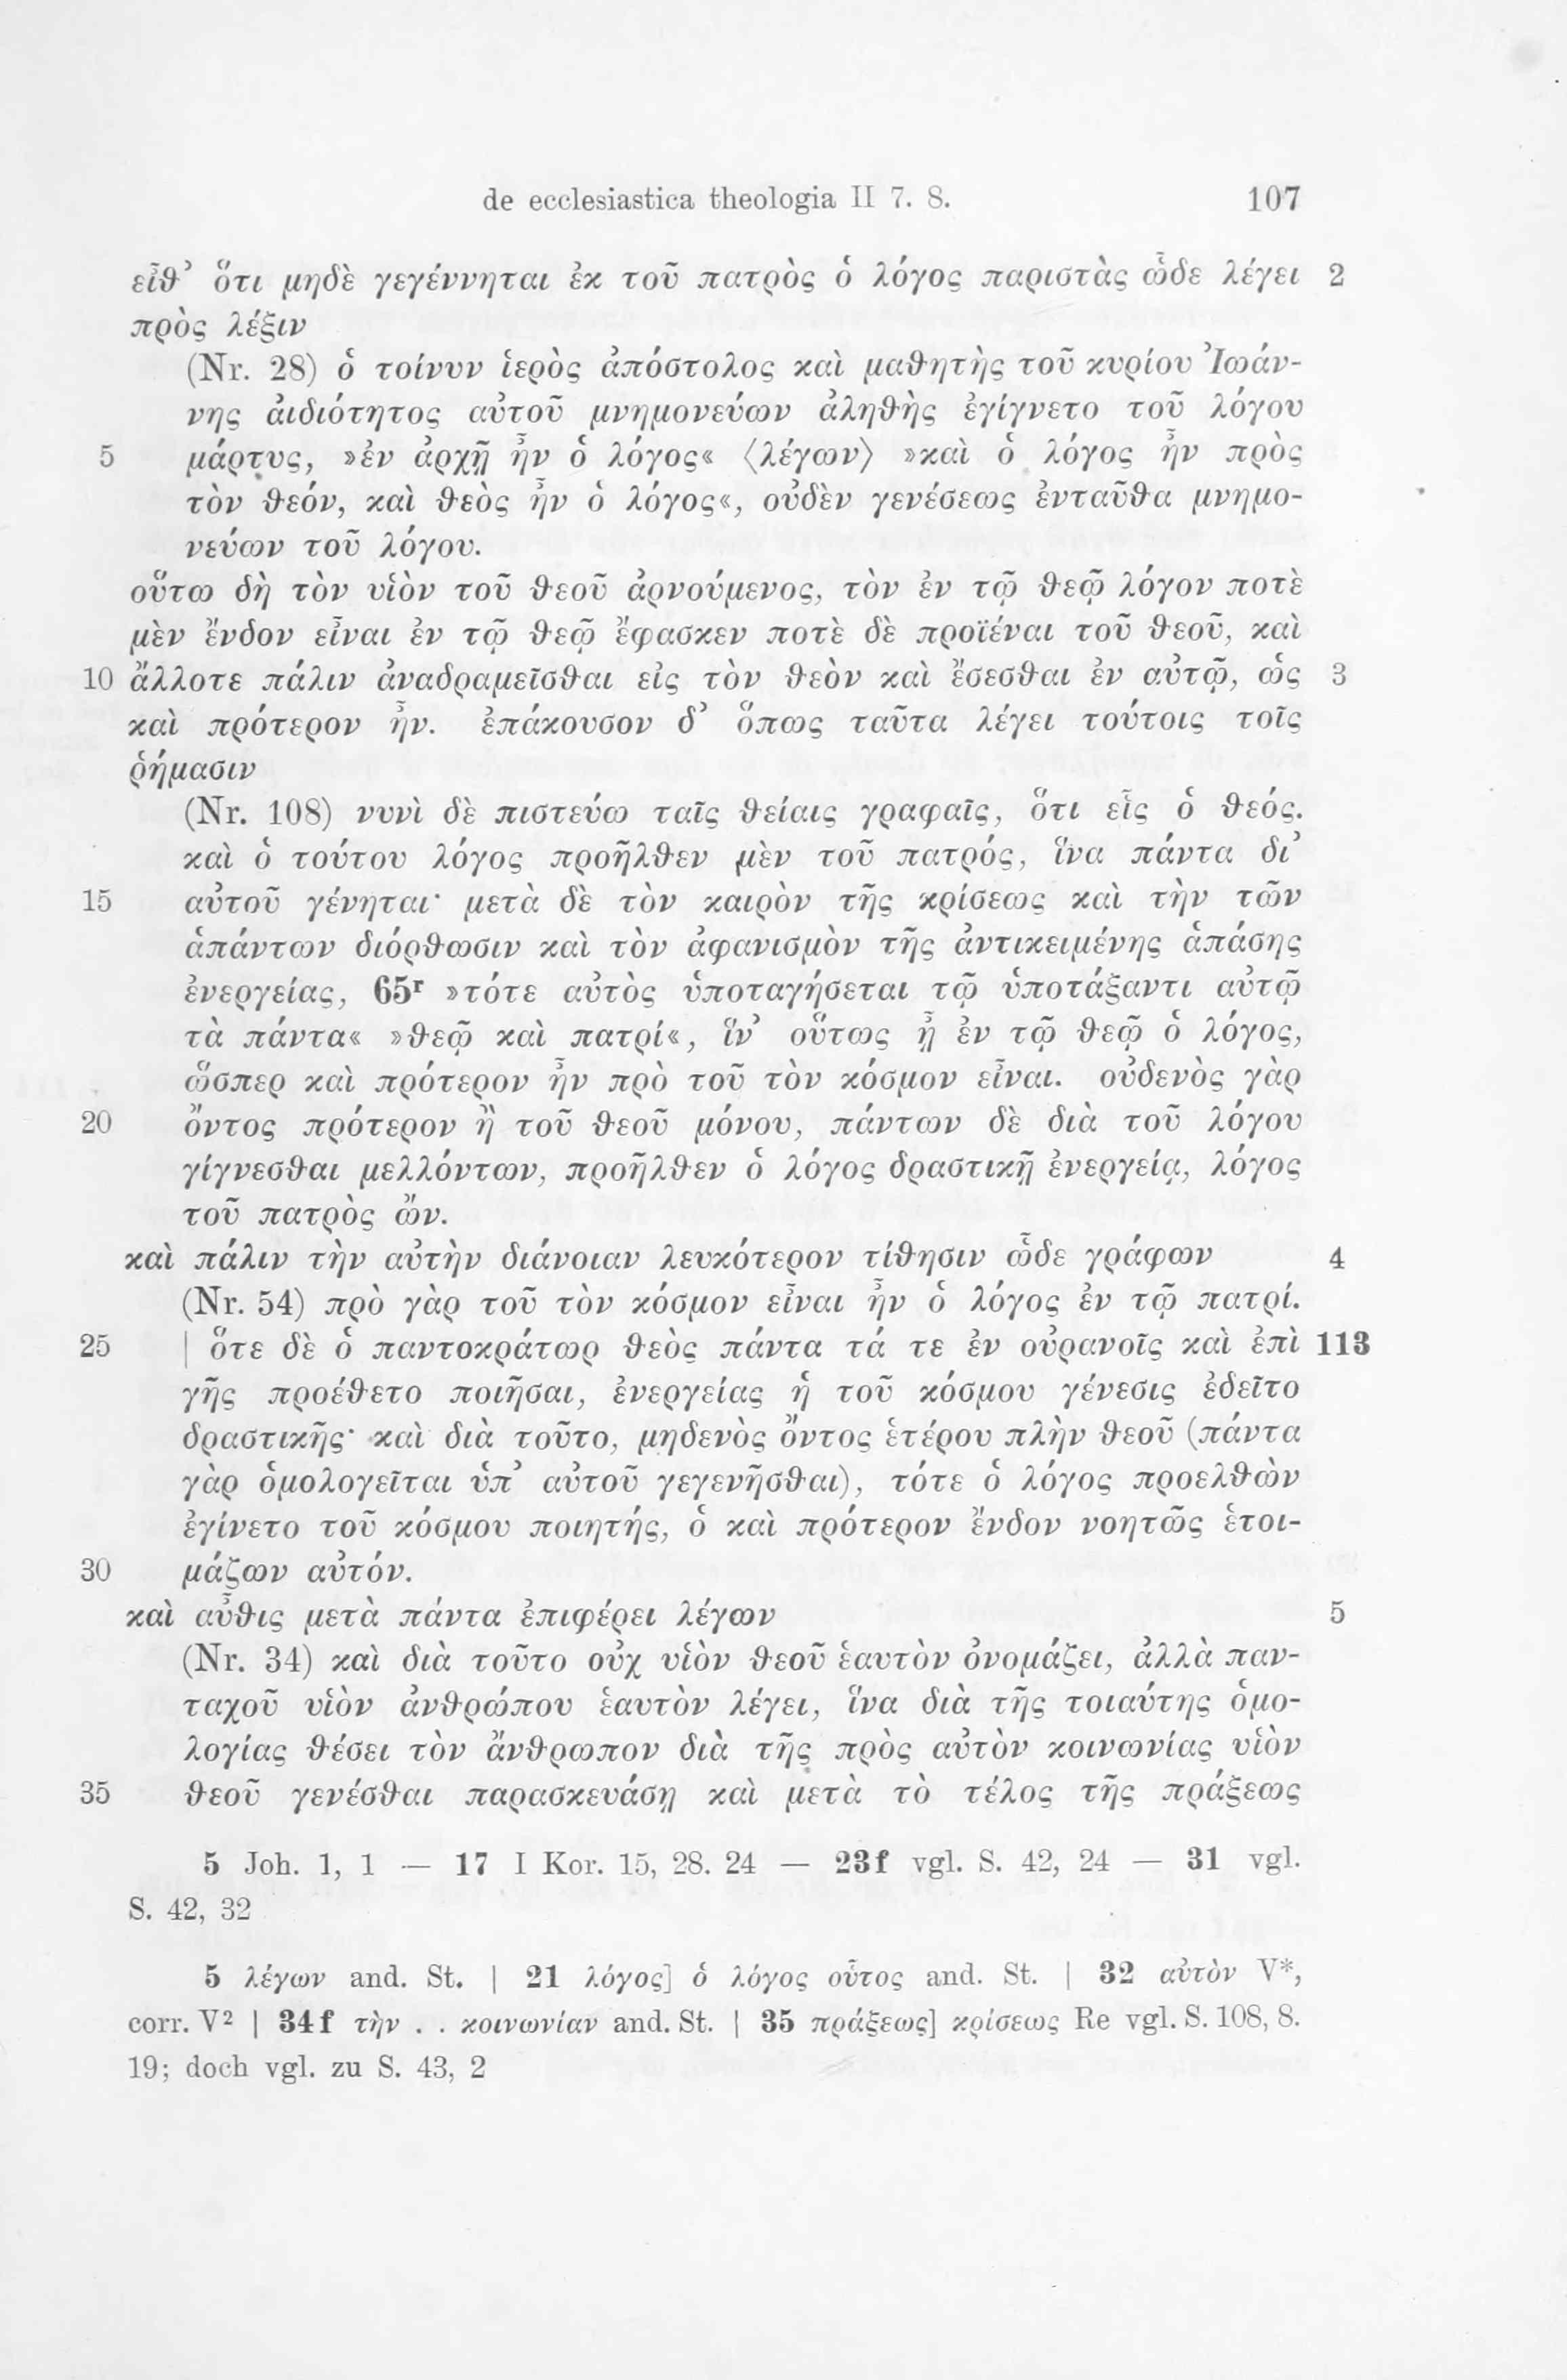 de ecclesiastica theologia II 7. 8. 107
εἶθ’ ὅτι μηδὲ γεγέννηται ἐκ τοῦ πατρὸς ὁ λόγος παριστὰς ὧδε λέγει 2
πρὸς λέξιν
(Nr. 28) ὁ τοίνυν ἱερὸς ἀπόστολος καὶ μαθητὴς τοῦ κυρίου Ἰωάν-
νης ἀιδιότητος αὐτοῦ μνημονεύων ἀληθὴς ἐγίγνετο τοῦ λόγου
5 μάρτυς, »ἐν ἀρχῇ ἦν ὁ λόγος« ⟨λέγων⟩ »καὶ ὁ λόγος ἦν πρὸς
τὸν θεόν, καὶ θεὸς ἦν ὁ λόγος«, οὐδὲν γενέσεως ἐνταῦθα μνημο-
νεύων τοῦ λόγου.
οὕτω δὴ τὸν υἱὸν τοῦ θεοῦ ἀρνούμενος, τὸν ἐν τῷ θεῷ λόγον ποτὲ
μὲν ἔνδον εἶναι ἐν τῷ θεῷ ἔφασκεν ποτὲ δὲ προϊέναι τοῦ θεοῦ, καὶ
10 ἄλλοτε πάλιν ἀναδραμεῖσθαι εἰς τὸν θεὸν καὶ ἔσεσθαι ἐν αὐτῷ, ὡς 3
καὶ πρότερον ἦν. ἐπάκουσον δ’ ὅπως ταῦτα λέγει τούτοις τοῖς
ῥήμασιν
(Nr. 108) νυνὶ δὲ πιστεύω ταῖς θείαις γραφαῖς, ὅτι εἷς ὁ θεός.
καὶ ὁ τούτου λόγος προῆλθεν μὲν τοῦ πατρός, ἵνα πάντα δι’
15 αὐτοῦ γένηται· μετὰ δὲ τὸν καιρὸν τῆς κρίσεως καὶ τὴν τῶν
ἁπάντων διόρθωσιν καὶ τὸν ἀφανισμὸν τῆς ἀντικειμένης ἁπάσης
ἐνεργείας, 65r »τότε αὐτὸς ὑποταγήσεται τῷ ὑποτάξαντι αὐτῷ
τὰ πάντα« »θεῷ καὶ πατρί«, ἵν’ οὕτως ᾖ ἐν τῷ θεῷ ὁ λόγος,
ὥσπερ καὶ πρότερον ἦν πρὸ τοῦ τὸν κόσμον εἶναι. οὐδενὸς γὰρ
20 ὄντος πρότερον ἢ τοῦ θεοῦ μόνου, πάντων δὲ διὰ τοῦ λόγου
γίγνεσθαι μελλόντων, προῆλθεν ὁ λόγος δραστικῇ ἐνεργείᾳ, λόγος
τοῦ πατρὸς ὤν.
καὶ πάλιν τὴν αὐτὴν διάνοιαν λευκότερον τίθησιν ὧδε γράφων 4
(Nr. 54) πρὸ γὰρ τοῦ τὸν κόσμον εἶναι ἦν ὁ λόγος ἐν τῷ πατρί.
25 | ὅτε δὲ ὁ παντοκράτωρ θεὸς πάντα τά τε ἐν οὐρανοῖς καὶ ἐπὶ 113
γῆς προέθετο ποιῆσαι, ἐνεργείας ἡ τοῦ κόσμου γένεσις ἐδεῖτο
δραστικῆς· καὶ διὰ τοῦτο, μηδενὸς ὄντος ἑτέρου πλὴν θεοῦ (πάντα
γὰρ ὁμολογεῖται ὑπ’ αὐτοῦ γεγενῆσθαι), τότε ὁ λόγος προελθὼν
ἐγίνετο τοῦ κόσμου ποιητής, ὁ καὶ πρότερον ἔνδον νοητῶς ἑτοι-
30 μάζων αὐτόν.
καὶ αὖθις μετὰ πάντα ἐπιφέρει λέγων 5
(Nr. 34) καὶ διὰ τοῦτο οὐχ υἱὸν θεοῦ ἑαυτὸν ὀνομάζει, ἀλλὰ παν-
ταχοῦ υἱὸν ἀνθρώπου ἑαυτὸν λέγει, ἵνα διὰ τῆς τοιαύτης ὁμο-
λογίας θέσει τὸν ἄνθρωπον διὰ τῆς πρὸς αὐτὸν κοινωνίας υἱὸν
35 θεοῦ γενέσθαι παρασκευάσῃ καὶ μετὰ τὸ τέλος τῆς πράξεως
5 Joh. 1, 1 — 17 I Kor. 15, 28. 24 — 23f vgl. S. 42, 24 — 31 vgl.
S. 42, 32
5 λέγων and. St. | 21 λόγος] ὁ λόγος οὗτος and. St. | 32 αὐτὸν V*,
corr. V2 | 34f τὴν . . κοινωνίαν and. St. | 35 πράξεως] κρίσεως Re vgl. S. 108, 8.
19; doch vgl. zu S. 43, 2